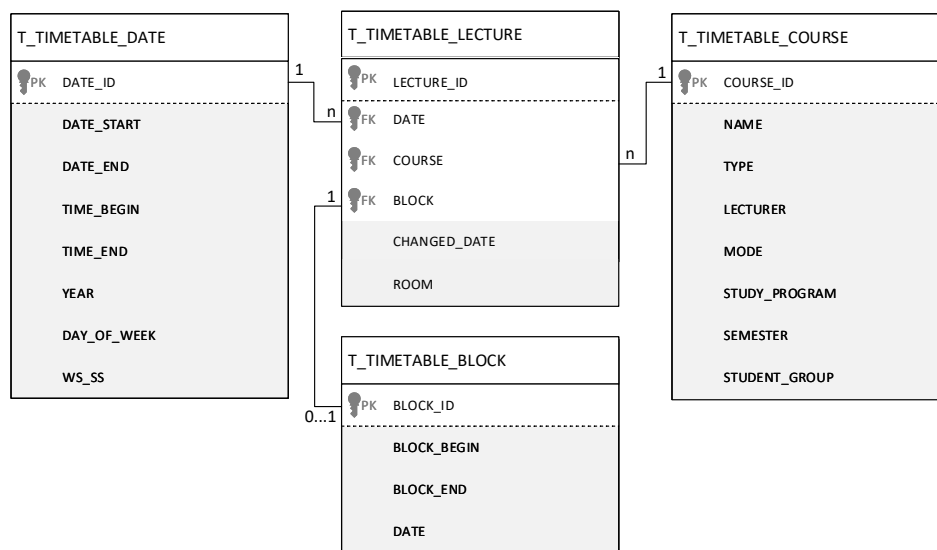 T_TIMETABLE_DATE
PK DATE_ID
DATE_START
DATE_END
TIME_BEGIN
TIME_END
YEAR
DAY_OF_WEEK
WS_SS
1
n
T_TIMETABLE_LECTURE
PK LECTURE_ID
FK DATE
FK COURSE
FK BLOCK
CHANGED_DATE
ROOM
1
0...1
n
1
T_TIMETABLE_COURSE
PK COURSE_ID
NAME
TYPE
LECTURER
MODE
STUDY_PROGRAM
SEMESTER
STUDENT_GROUP
T_TIMETABLE_BLOCK
PK BLOCK_ID
BLOCK_BEGIN
BLOCK_END
DATE